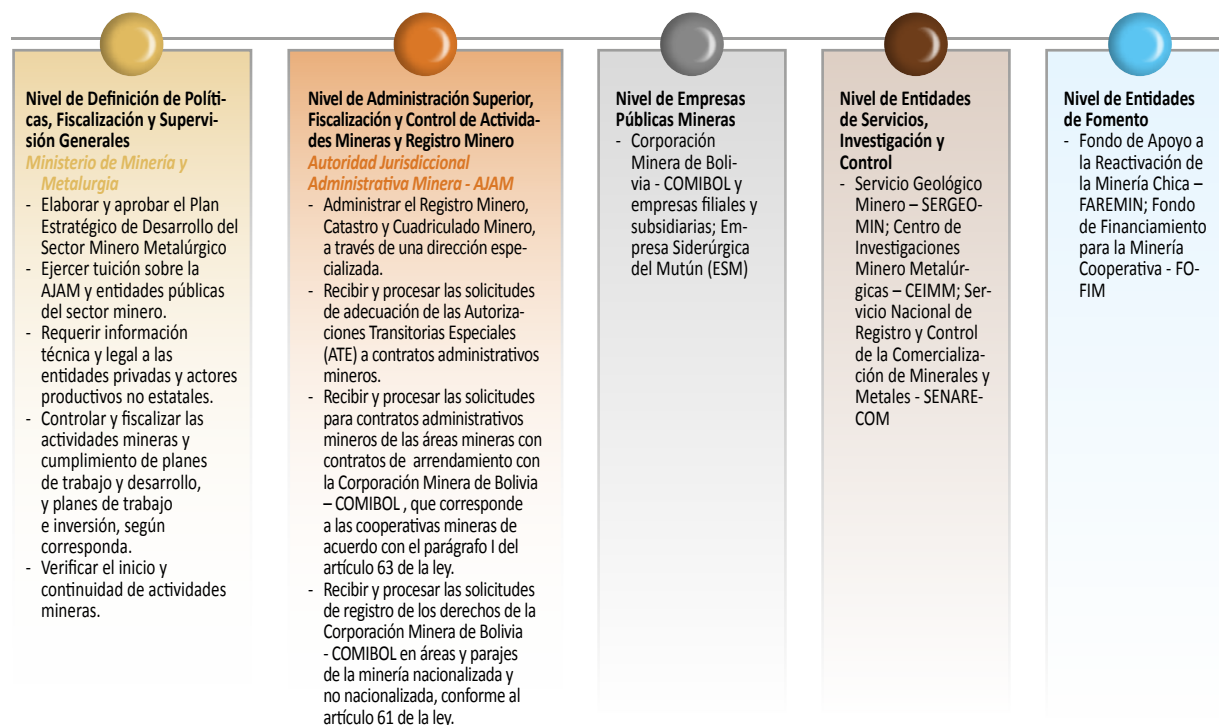 Nivel de Definición de Políti-
cas, Fiscalización y Supervi-
sión Generales
Ministerio de Minería y
Metalurgia
- Elaborar y aprobar el Plan
Estratégico de Desarrollo del
Sector Minero Metalúrgico
- Ejercer tuición sobre la
AJAM y entidades públicas
del sector minero.
- Requerir información
técnica y legal a las
entidades privadas y actores
productivos no estatales.
- Controlar y fiscalizar las
actividades mineras y
cumplimiento de planes
de trabajo y desarrollo,
y planes de trabajo
e inversión, según
corresponda.
- Verificar el inicio y
continuidad de actividades
mineras.
Nivel de Administración Superior,
Fiscalización y Control de Activida-
des Mineras y Registro Minero
Autoridad Jurisdiccional
Administrativa Minera - AJAM
- Administrar el Registro Minero,
Catastro y Cuadriculado Minero,
a través de una dirección espe-
cializada.
- Recibir y procesar las solicitudes
de adecuación de las Autoriza-
ciones Transitorias Especiales
(ATE) a contratos administrativos
mineros.
- Recibir y procesar las solicitudes
para contratos administrativos
mineros de las áreas mineras con
contratos de arrendamiento con
la Corporación Minera de Bolivia
– COMIBOL , que corresponde
a las cooperativas mineras de
acuerdo con el parágrafo I del
artículo 63 de la ley.
- Recibir y procesar las solicitudes
de registro de los derechos de la
Corporación Minera de Bolivia
- COMIBOL en áreas y parajes
de la minería nacionalizada y
no nacionalizada, conforme al
artículo 61 de la ley.
Nivel de Empresas
Públicas Mineras
- Corporación
Minera de Boli-
via - COMIBOL y
empresas filiales y
subsidiarias; Em-
presa Siderúrgica
del Mutún (ESM)
Nivel de Entidades
de Servicios,
Investigación y
Control
- Servicio Geológico
Minero – SERGEO-
MIN; Centro de
Investigaciones
Minero Metalúr-
gicas – CEIMM; Ser-
vicio Nacional de
Registro y Control
de la Comercializa-
ción de Minerales y
Metales - SENARE-
COM
Nivel de Entidades
de Fomento
- Fondo de Apoyo a
la Reactivación de
la Minería Chica –
FAREMIN; Fondo
de Financiamiento
para la Minería
Cooperativa - FO-
FIM